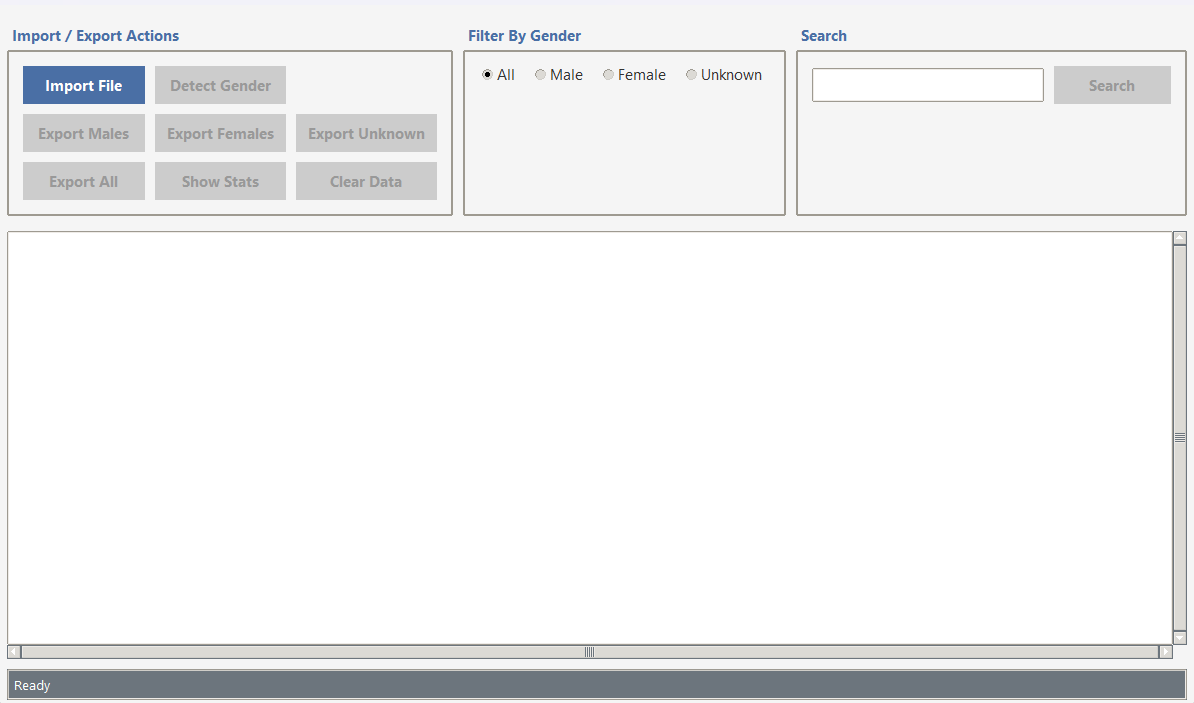 Import / Export Actions
Import File
Detect Gender
Export Males
Export Females
Export Unknown
Export All
Show Stats
Clear Data
Filter By Gender
All
Male
Female
Unknown
Search
Search
Ready